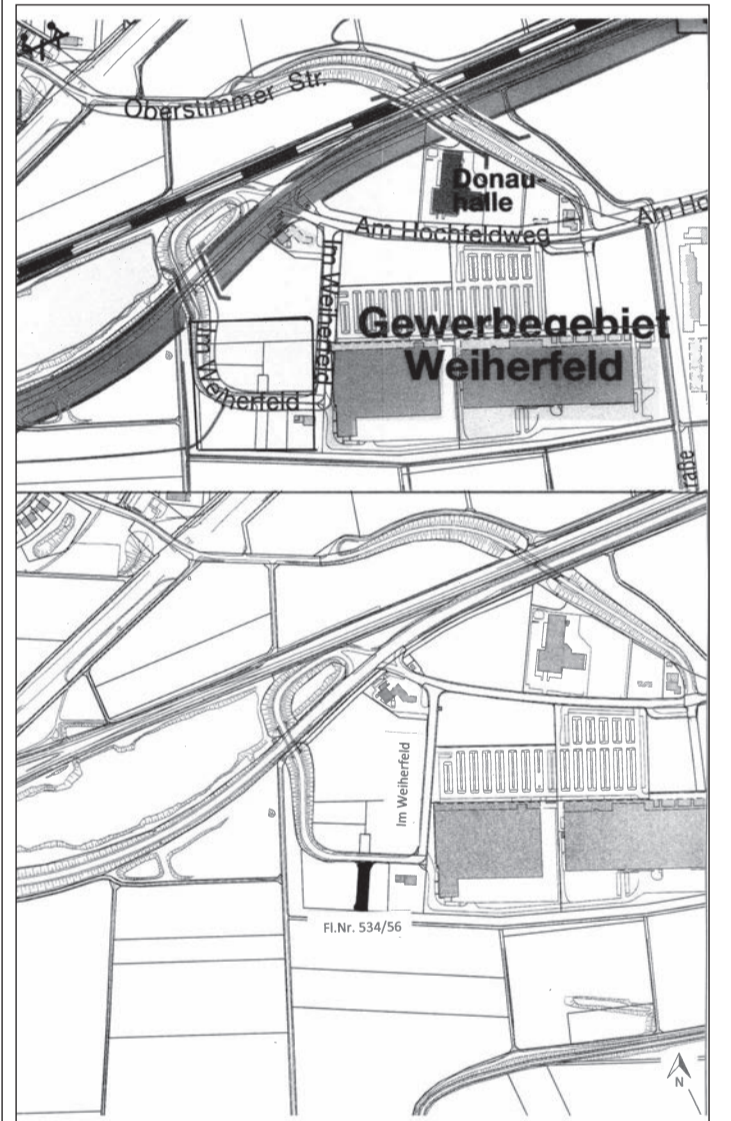 Oberstimmer Str.
Donau-
halle
Am Hochfeldweg
Am Ho
Im Weiherfeld
Gewerbegebiet
Weiherfeld
Im Weiherfeld
raße
Im Weiherfeld
Fl.Nr. 534/56
N